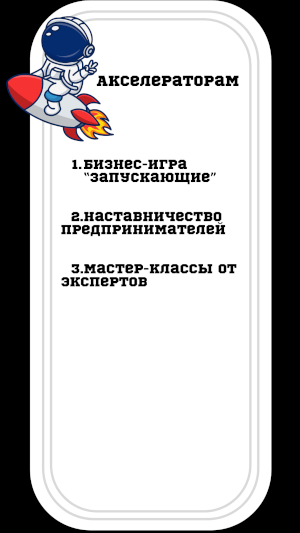 АКСЕЛЕРАТОРАМ
1.БИЗНЕС-ИГРА
"ЗАПУСКАЮЩИЕ"
2.НАСТАВНИЧЕСТВО
ПРЕДПРИНИМАТЕЛЕЙ
3.МАСТЕР-КЛАССЫ ОТ
ЭКСПЕРТОВ